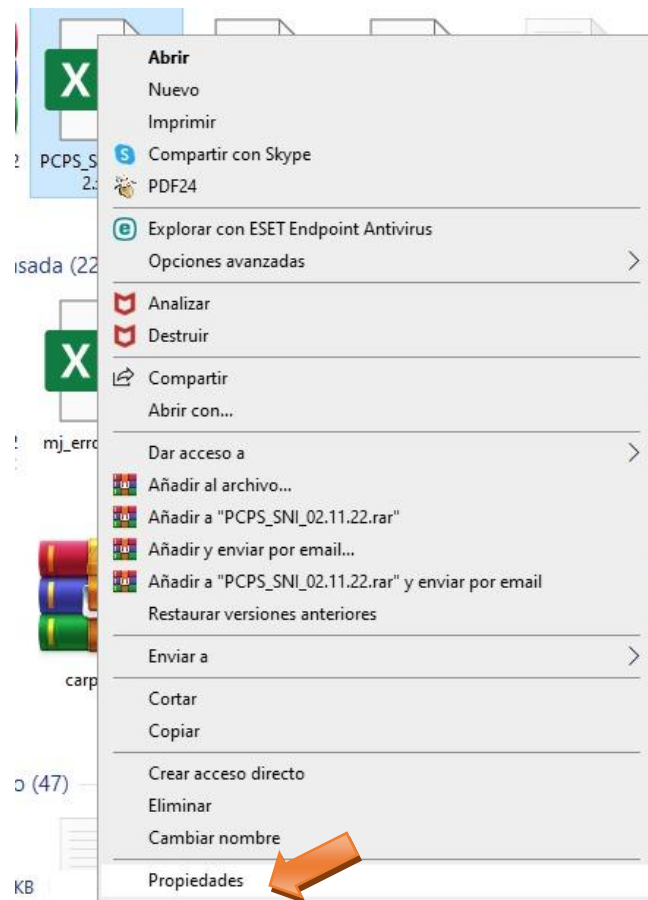 Abrir
Nuevo
Imprimir
Compartir con Skype
PDF24
Explorar con ESET Endpoint Antivirus
Opciones avanzadas
Analizar
Destruir
Compartir
Abrir con...
Dar acceso a
Añadir al archivo...
Añadir a "PCPS_SNI_02.11.22.rar"
Añadir y enviar por email...
Añadir a "PCPS_SNI_02.11.22.rar" y enviar por email
Restaurar versiones anteriores
Enviar a
Cortar
Copiar
Crear acceso directo
Eliminar
Cambiar nombre
Propiedades
X
PCPS_S
2.
sada (22
X
mj_erro
carp
o (47)
KB